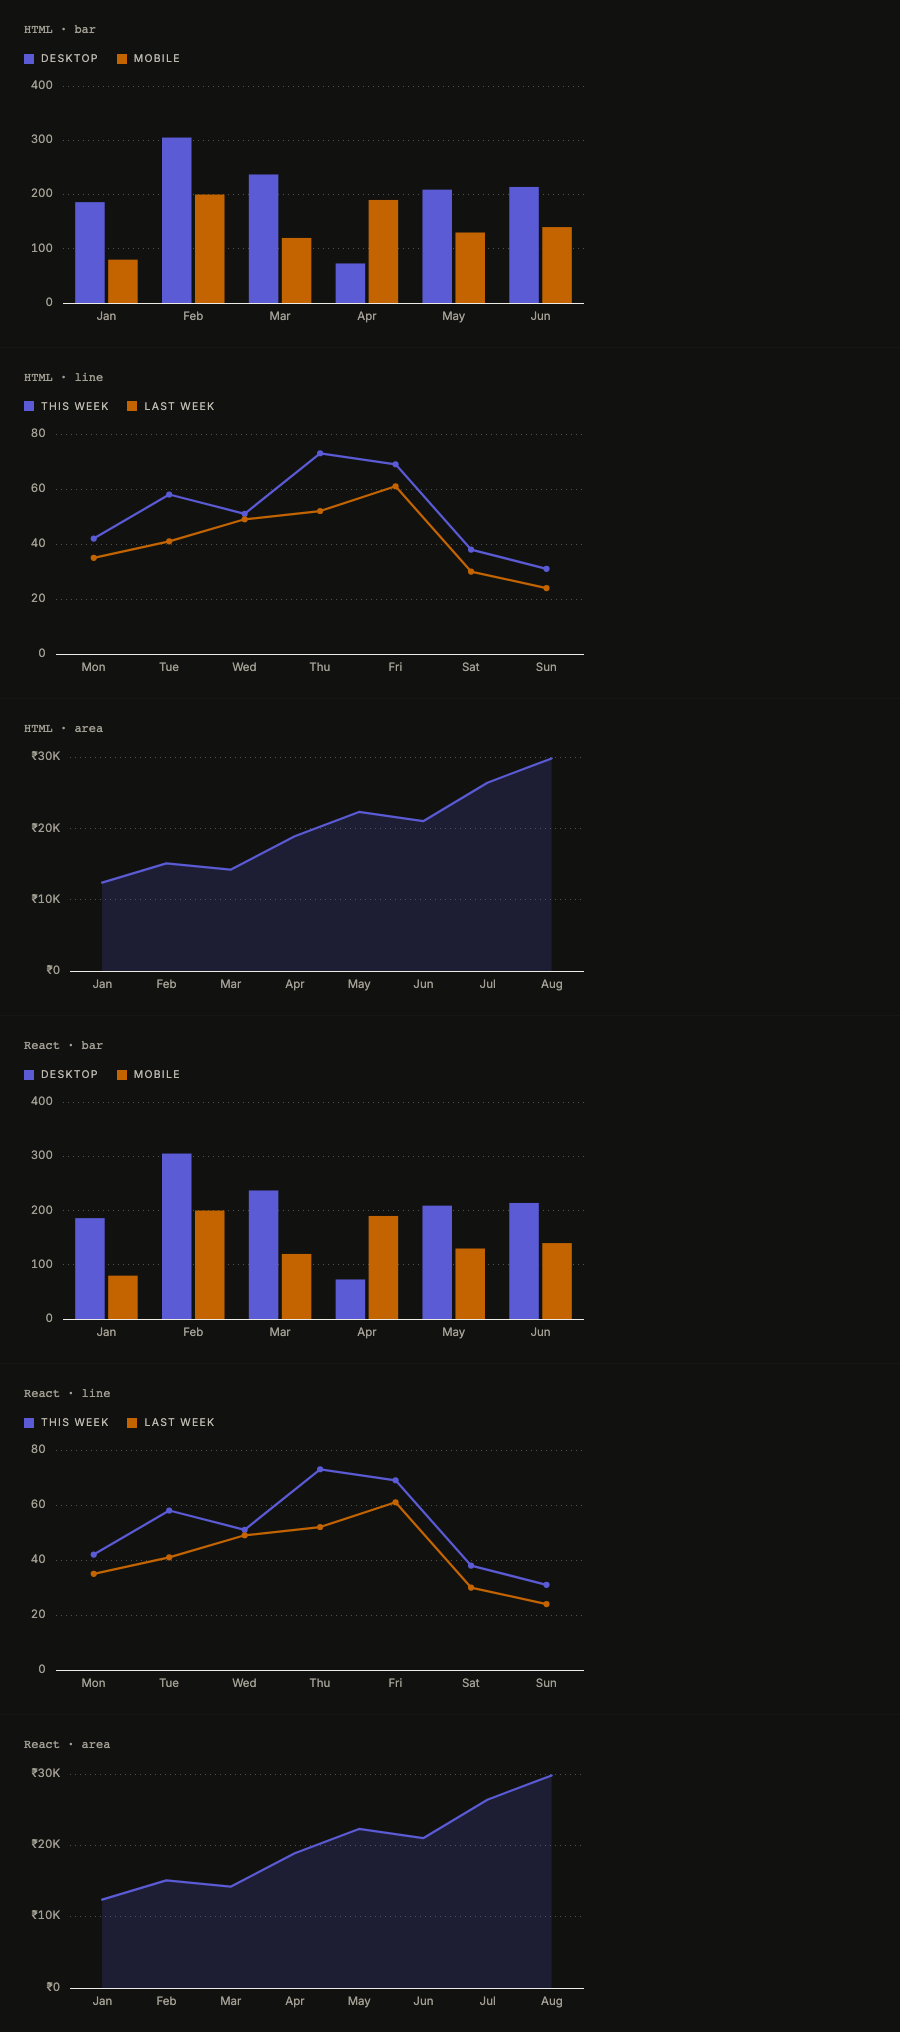 HTML · bar
DESKTOP MOBILE
400
300
200
100
0
Jan Feb Mar Apr May Jun
HTML · line
THIS WEEK LAST WEEK
80
60
40
20
0
Mon Tue Wed Thu Fri Sat Sun
HTML · area
₹30K
₹20K
₹10K
₹0
Jan Feb Mar Apr May Jun Jul Aug
React · bar
DESKTOP MOBILE
400
300
200
100
0
Jan Feb Mar Apr May Jun
React · line
THIS WEEK LAST WEEK
80
60
40
20
0
Mon Tue Wed Thu Fri Sat Sun
React · area
₹30K
₹20K
₹10K
₹0
Jan Feb Mar Apr May Jun Jul Aug